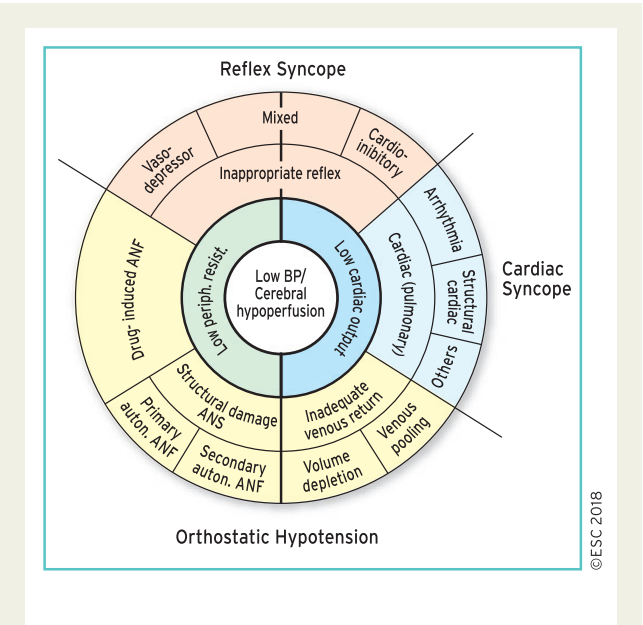 Reflex Syncope
Mixed
Vaso-
depressor
Cardio-
inibitory
Inappropriate reflex
Arrhythmia
Structural
cardiac
Others
Cardiac (pulmonary)
Cardiac
Syncope
Drug- induced ANF
Low periph. resist.
Low BP/
Cerebral
hypoperfusion
Low cardiac output
Structural damage
ANS
Inadequate
venous return
Primary
auton. ANF
Secondary
auton. ANF
Volume
depletion
Venous
pooling
Orthostatic Hypotension
©ESC 2018